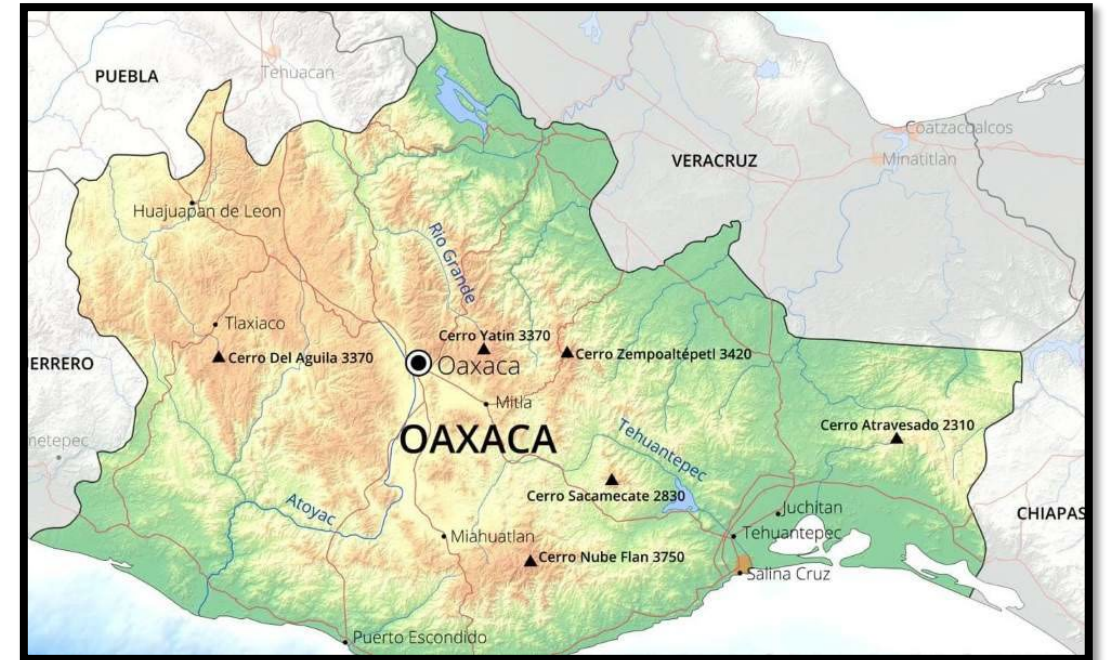 PUEBLA
Tehuacan
Coatzacoalcos
Minatitlan
VERACRUZ
Huajuapan de Leon
Rio Grande
Tlaxiaco
Cerro Yatin 3370
Cerro Del Aguila 3370
Cerro Zempoaltépetl 3420
Oaxaca
UERRERO
Mitla
OAXACA
Cerro Atravesado 2310
metepec
Tehuantepec
Cerro Sacamecate 2830
Atoyac
Juchitan
CHIAPAS
Miahuatlan
Tehuantepec
Cerro Nube Flan 3750
Salina Cruz
Puerto Escondido